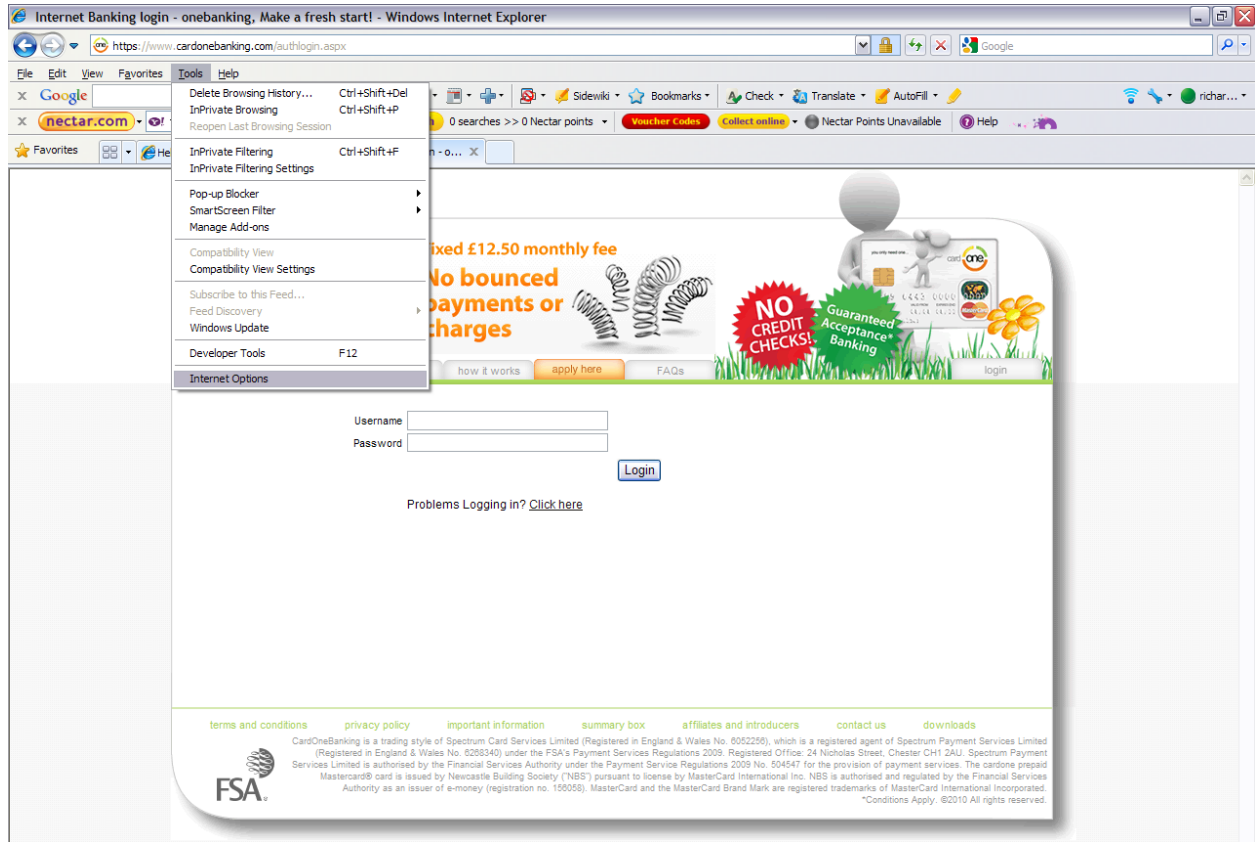 Internet Banking login - onebanking, Make a fresh start! - Windows Internet Explorer
https://www.cardonebanking.com/authlogin.aspx
Google
File Edit View Favorites Tools Help
x Google
Sidewiki Bookmarks Check Translate AutoFill richar...
x nectar.com
0 searches >> 0 Nectar points Voucher Codes Collect online Nectar Points Unavailable Help
Favorites
n - o... X
Delete Browsing History... Ctrl+Shift+Del
InPrivate Browsing Ctrl+Shift+P
Reopen Last Browsing Session
InPrivate Filtering Ctrl+Shift+F
InPrivate Filtering Settings
Pop-up Blocker
SmartScreen Filter
Manage Add-ons
Compatibility View
Compatibility View Settings
Subscribe to this Feed...
Feed Discovery
Windows Update
Developer Tools F12
Internet Options
ixed £12.50 monthly fee
No bounced
payments or
charges
you only need one...
card one
NO
CREDIT
CHECKS!
Guaranteed
Acceptance*
Banking
how it works apply here FAQs login
Username
Password
Login
Problems Logging in? Click here
terms and conditions privacy policy important information summary box affiliates and introducers contact us downloads
CardOneBanking is a trading style of Spectrum Card Services Limited (Registered in England & Wales No. 6052256), which is a registered agent of Spectrum Payment Services Limited
(Registered in England & Wales No. 6268340) under the FSA's Payment Services Regulations 2009. Registered Office: 24 Nicholas Street, Chester CH1 2AU. Spectrum Payment
Services Limited is authorised by the Financial Services Authority under the Payment Service Regulations 2009 No. 504547 for the provision of payment services. The cardone prepaid
Mastercard® card is issued by Newcastle Building Society ("NBS") pursuant to license by MasterCard International Inc. NBS is authorised and regulated by the Financial Services
Authority as an issuer of e-money (registration no. 156058). MasterCard and the MasterCard Brand Mark are registered trademarks of MasterCard International Incorporated.
*Conditions Apply. ©2010 All rights reserved.
FSA